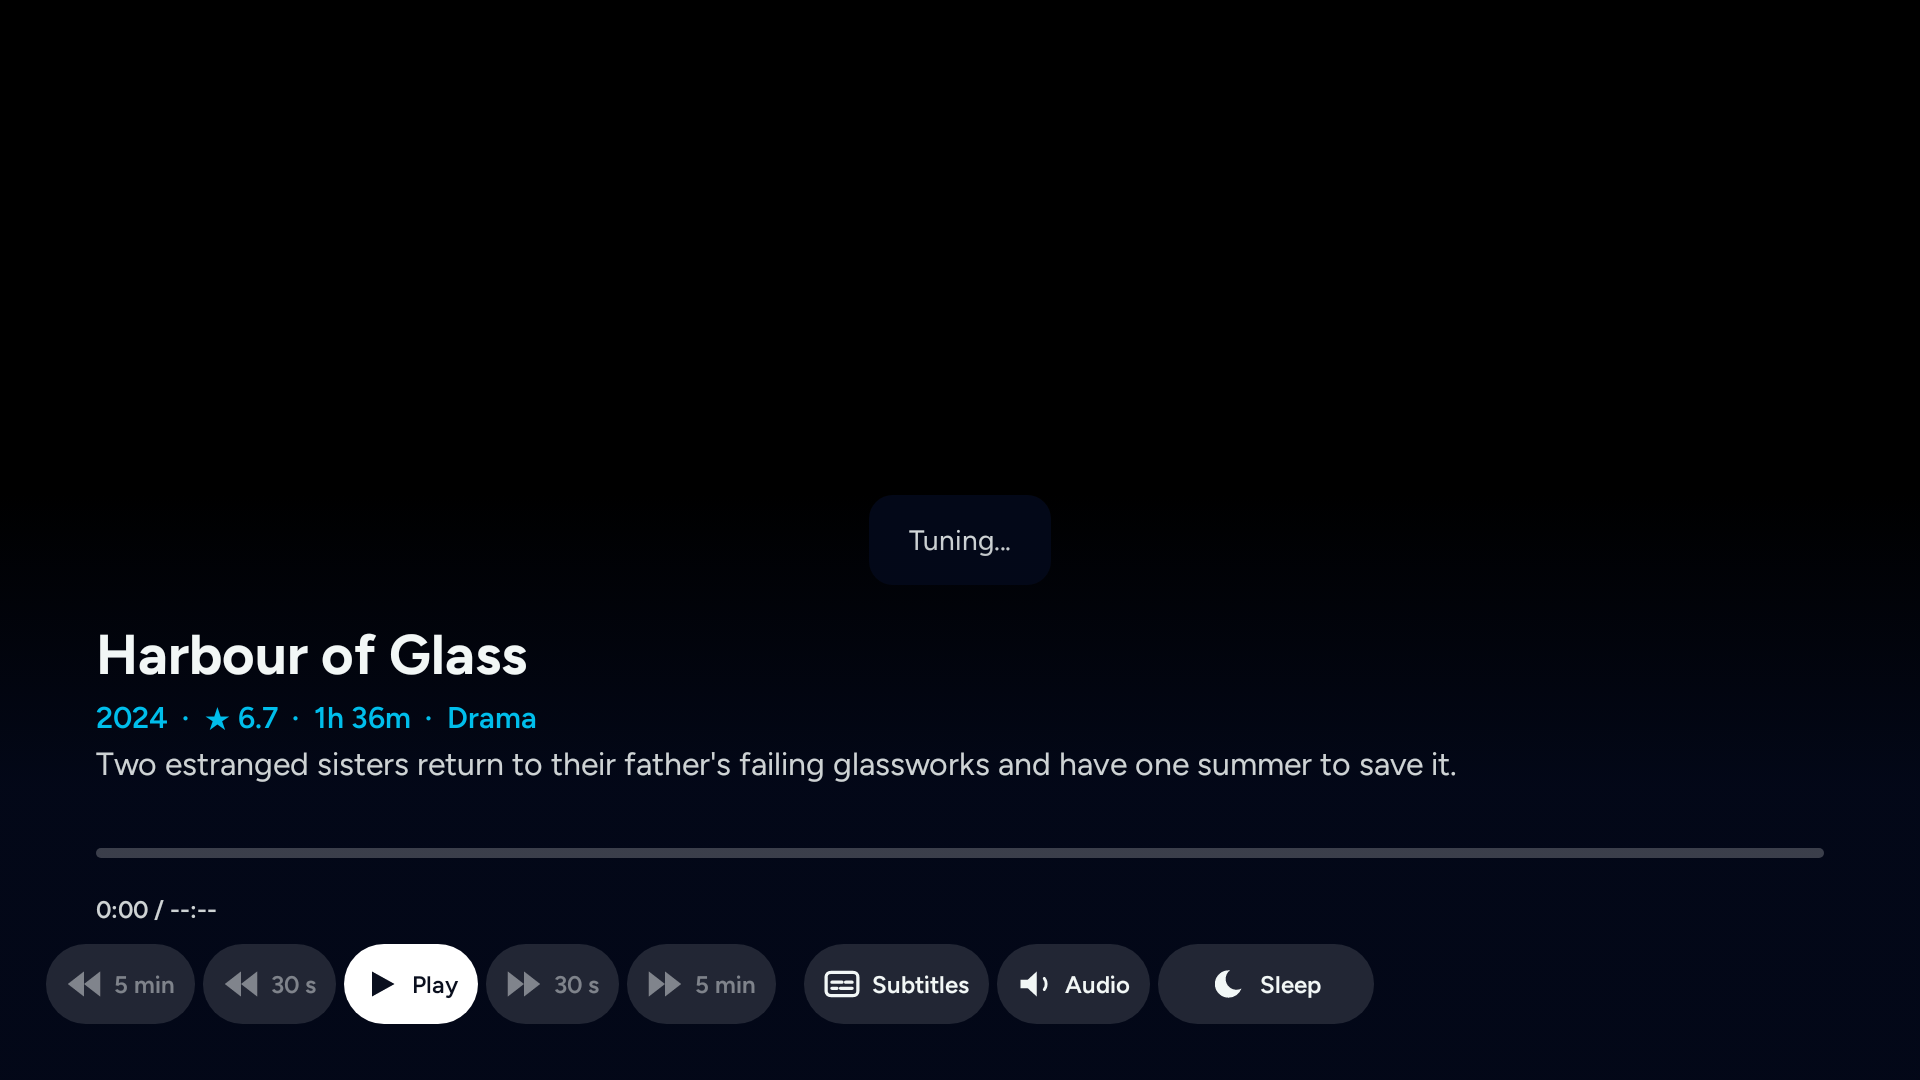 Tuning...
Harbour of Glass
2024 · ★ 6.7 · 1h 36m · Drama
Two estranged sisters return to their father's failing glassworks and have one summer to save it.
0:00 / --:--
5 min 30 s Play 30 s 5 min Subtitles Audio Sleep